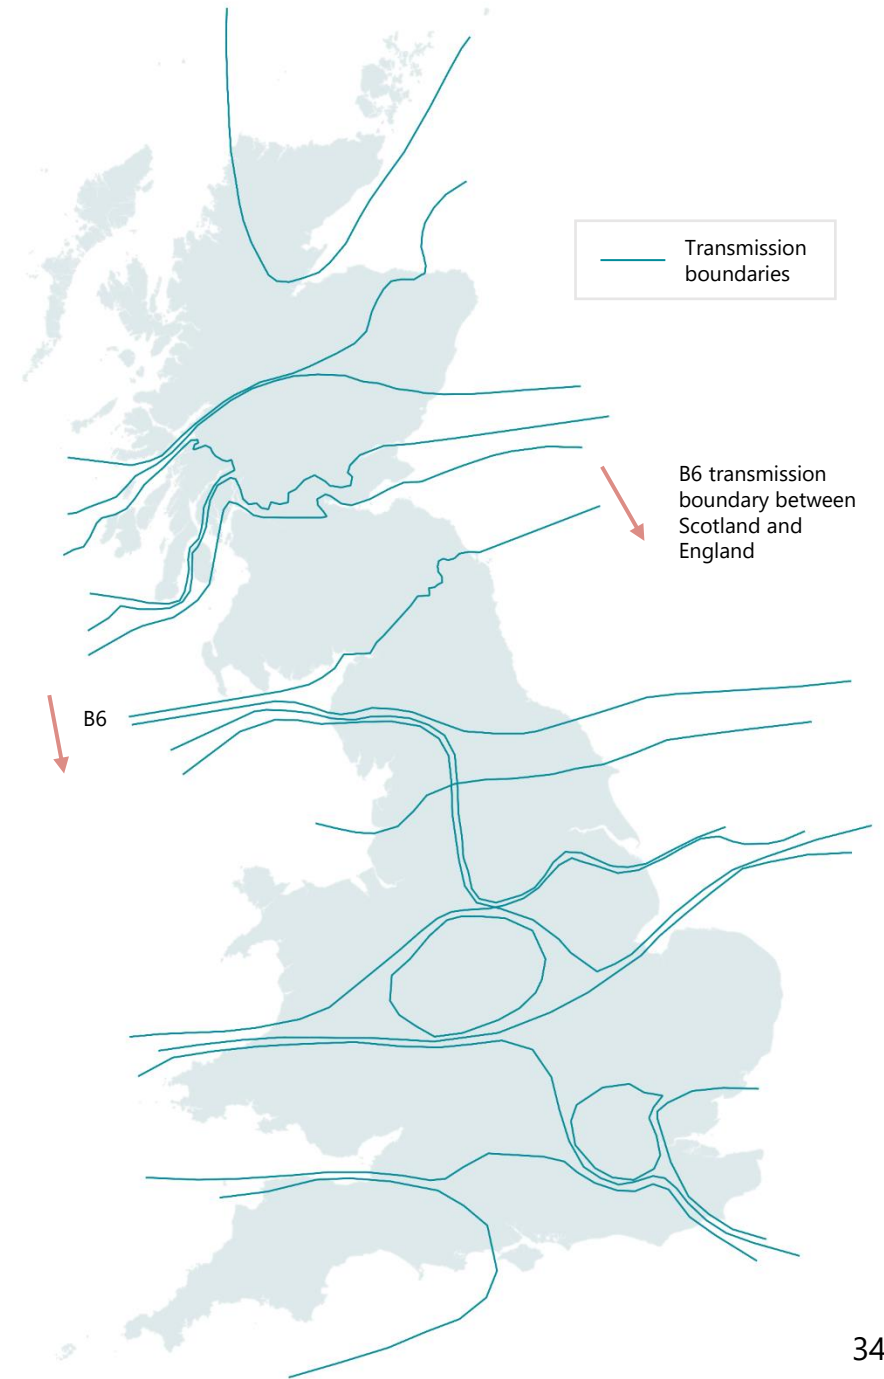 Transmission
boundaries
B6 transmission
boundary between
Scotland and
England
B6
34